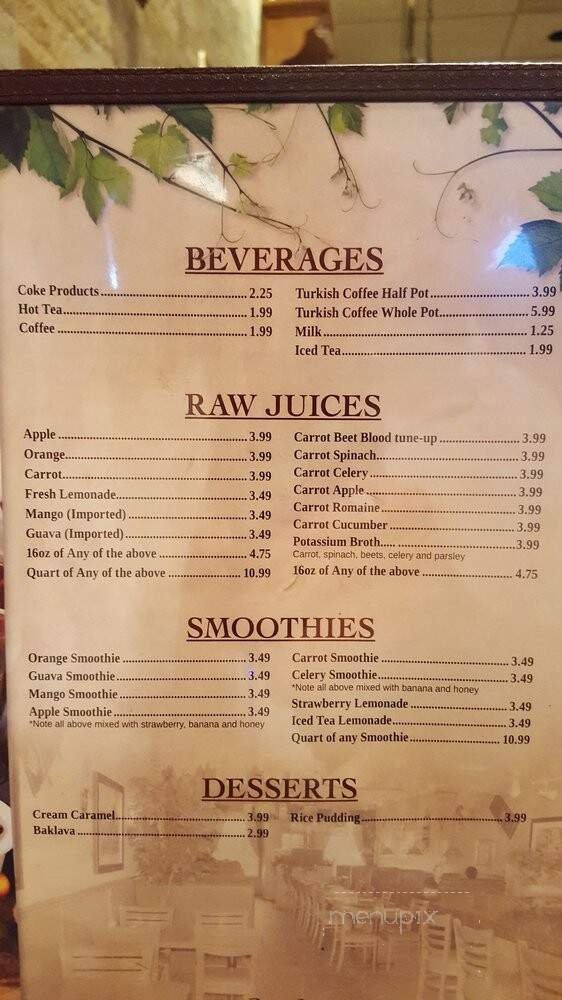 BEVERAGES
Coke Products 2.25
Hot Tea 1.99
Coffee 1.99
Turkish Coffee Half Pot 3.99
Turkish Coffee Whole Pot 5.99
Milk 1.25
Iced Tea 1.99
RAW JUICES
Apple 3.99
Orange 3.99
Carrot 3.99
Fresh Lemonade 3.49
Mango (Imported) 3.49
Guava (Imported) 3.49
16oz of Any of the above 4.75
Quart of Any of the above 10.99
Carrot Beet Blood tune-up 3.99
Carrot Spinach 3.99
Carrot Celery 3.99
Carrot Apple 3.99
Carrot Romaine 3.99
Carrot Cucumber 3.99
Potassium Broth 3.99
Carrot, spinach, beets, celery and parsley
16oz of Any of the above 4.75
SMOOTHIES
Orange Smoothie 3.49
Guava Smoothie 3.49
Mango Smoothie 3.49
Apple Smoothie 3.49
*Note all above mixed with strawberry, banana and honey
Carrot Smoothie 3.49
Celery Smoothie 3.49
*Note all above mixed with banana and honey
Strawberry Lemonade 3.49
Iced Tea Lemonade 3.49
Quart of any Smoothie 10.99
DESSERTS
Cream Caramel 3.99
Baklava 2.99
Rice Pudding 3.99
menupix